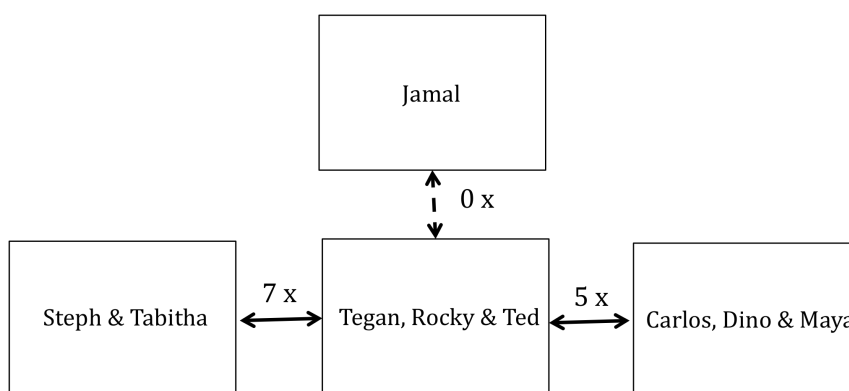 Jamal
0 x
7 x
5 x
Steph & Tabitha
Tegan, Rocky & Ted
Carlos, Dino & Maya